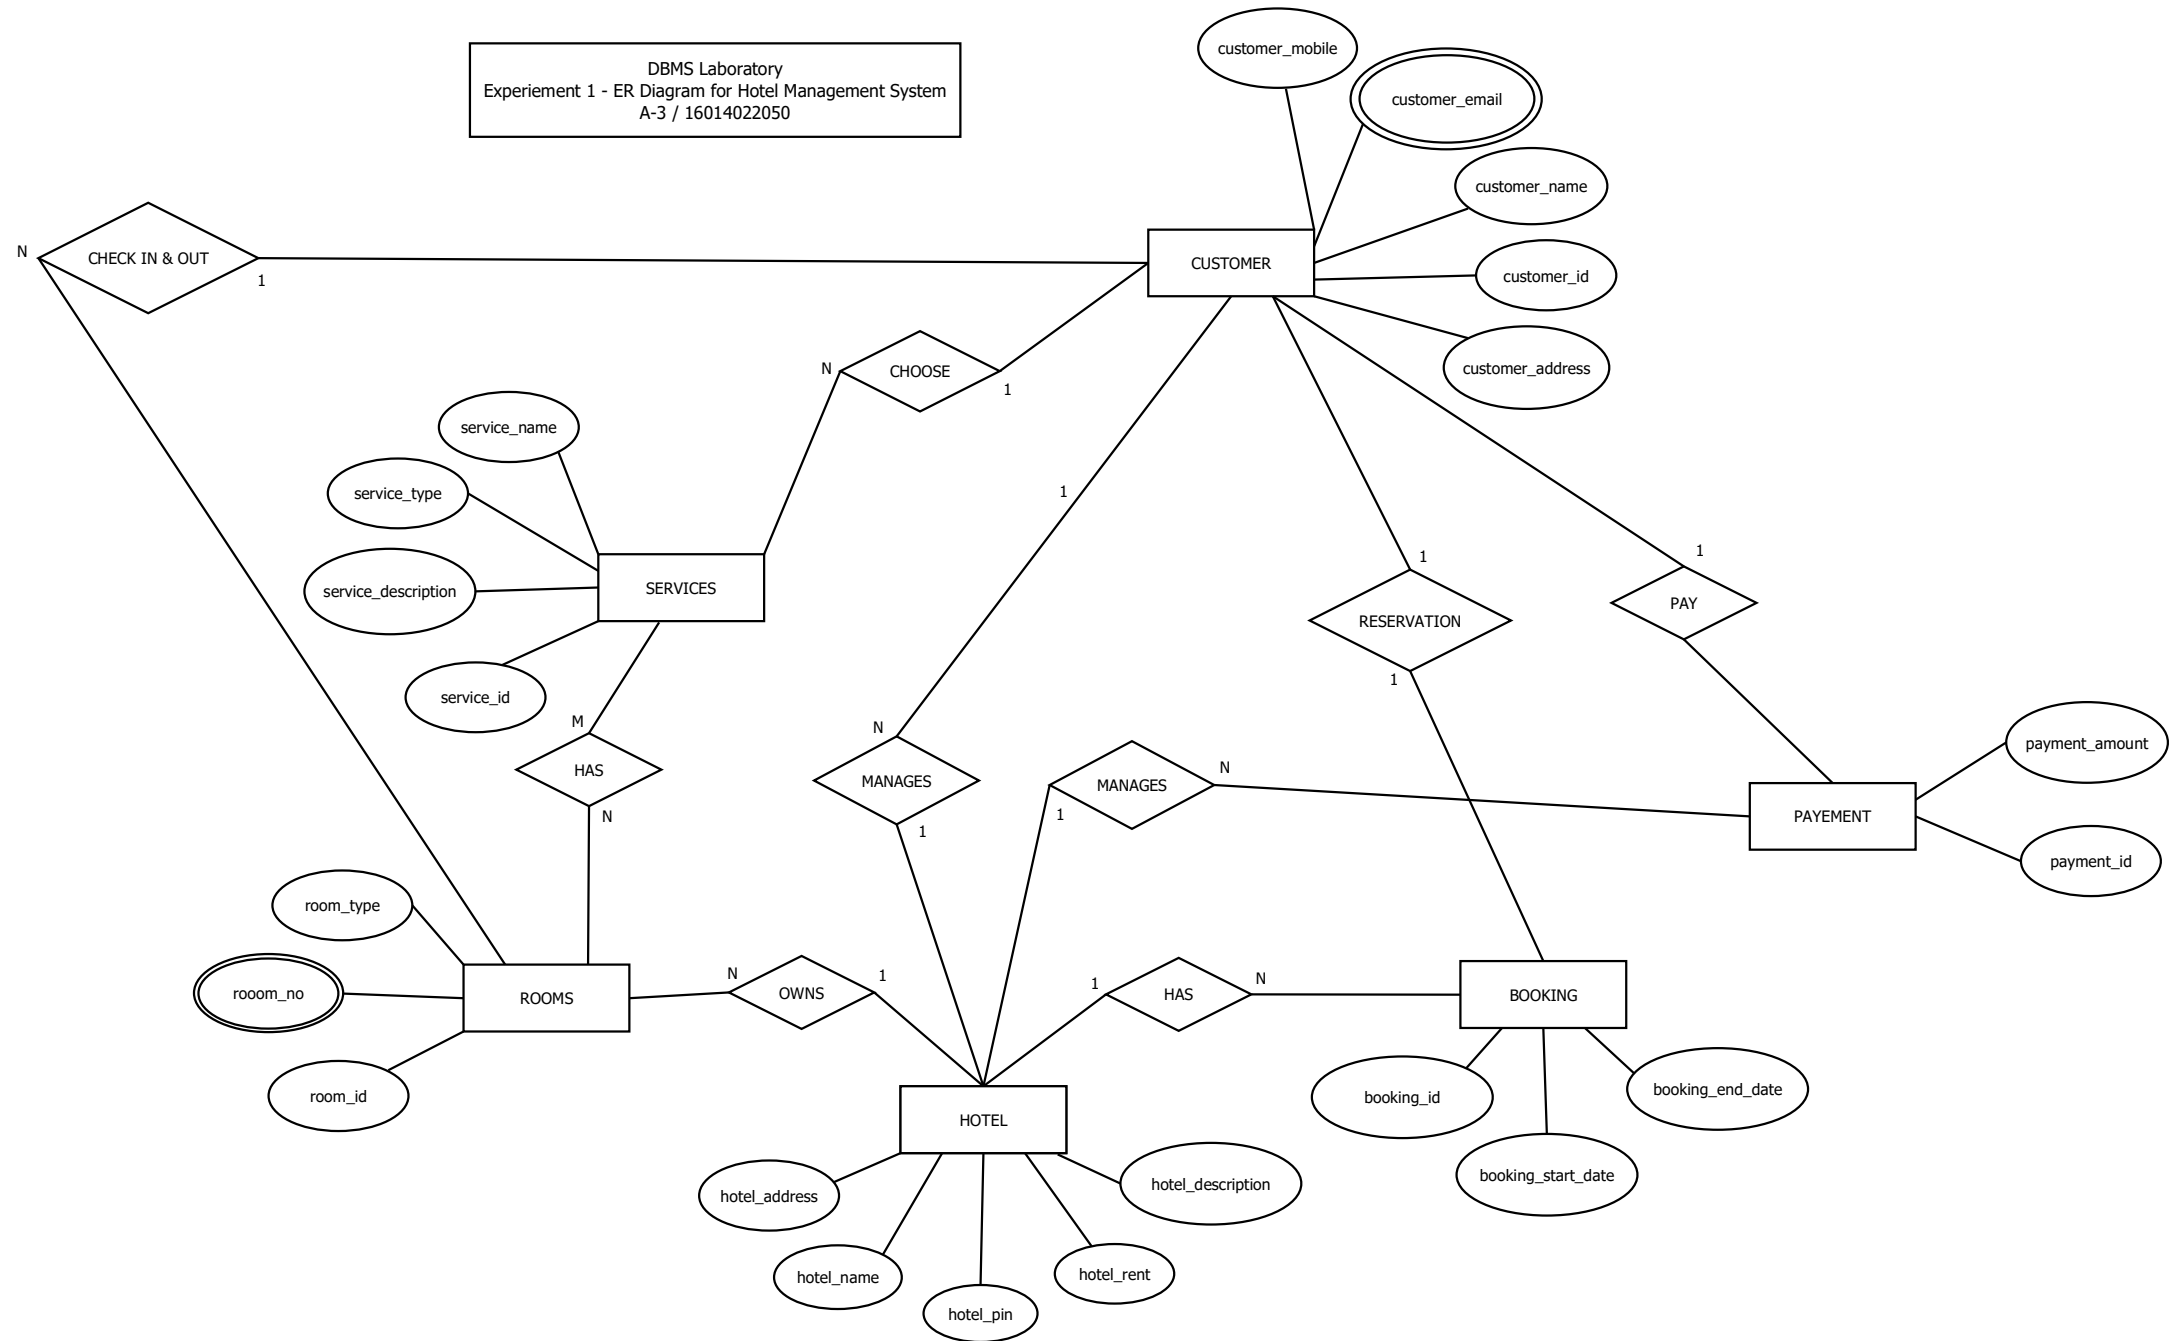 customer_mobile
DBMS Laboratory
Experiement 1 - ER Diagram for Hotel Management System
A-3 / 16014022050
customer_email
customer_name
N
CHECK IN & OUT
1
CUSTOMER
customer_id
customer_address
N
CHOOSE
1
service_name
service_type
1
service_description
SERVICES
1
RESERVATION
1
1
PAY
service_id
M
HAS
N
N
MANAGES
1
MANAGES
N
1
payment_amount
PAYEMENT
payment_id
room_type
rooom_no
ROOMS
room_id
N
OWNS
1
1
HAS
N
BOOKING
booking_id
booking_end_date
booking_start_date
HOTEL
hotel_address
hotel_description
hotel_name
hotel_rent
hotel_pin